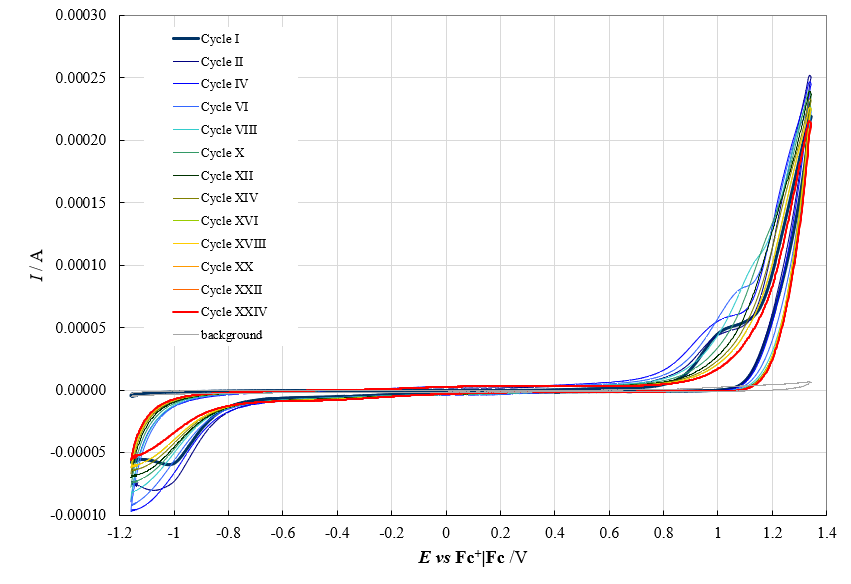 0.00030
0.00025
0.00020
0.00015
0.00010
0.00005
0.00000
-0.00005
-0.00010
I / A
Cycle I
Cycle II
Cycle IV
Cycle VI
Cycle VIII
Cycle X
Cycle XII
Cycle XIV
Cycle XVI
Cycle XVIII
Cycle XX
Cycle XXII
Cycle XXIV
background
-1.2 -1 -0.8 -0.6 -0.4 -0.2 0 0.2 0.4 0.6 0.8 1 1.2 1.4
E vs Fc⁺|Fc /V